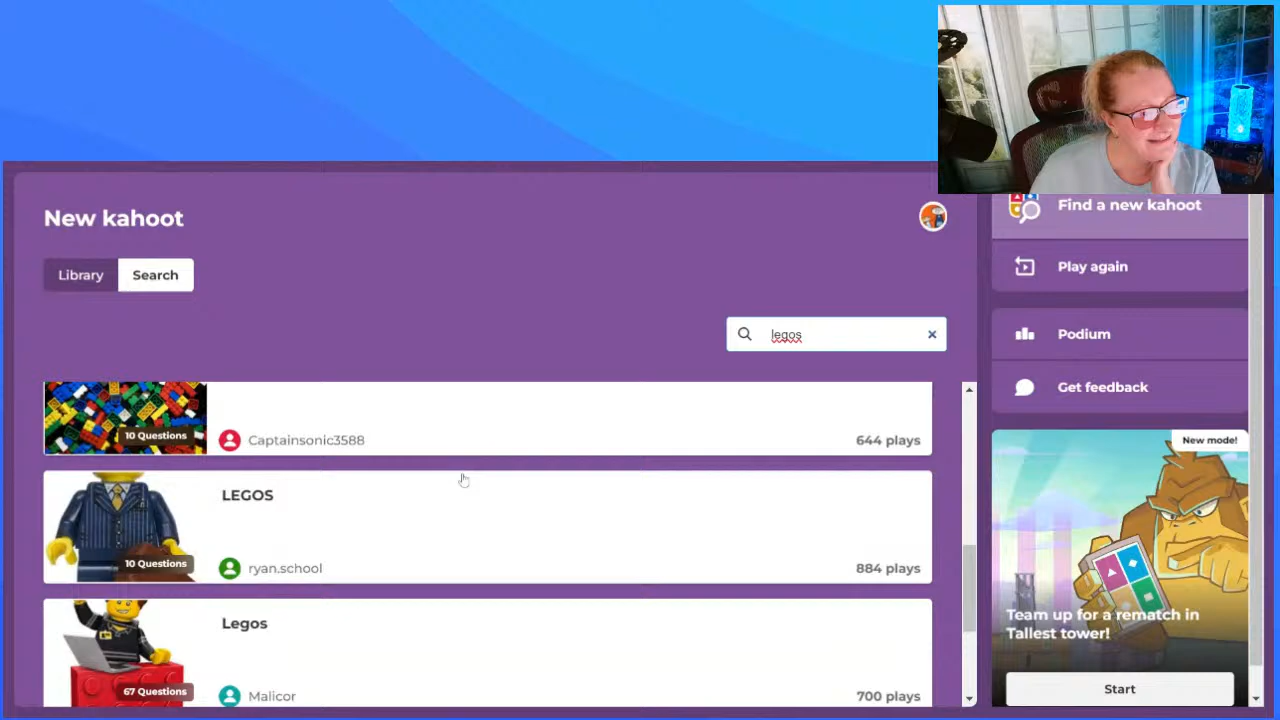 New kahoot
Library
Search
legos
10 Questions
Captainsonic3588
644 plays
LEGOS
10 Questions
ryan.school
884 plays
Legos
67 Questions
Malicor
700 plays
Find a new kahoot
Play again
Podium
Get feedback
New mode!
Team up for a rematch in
Tallest tower!
Start